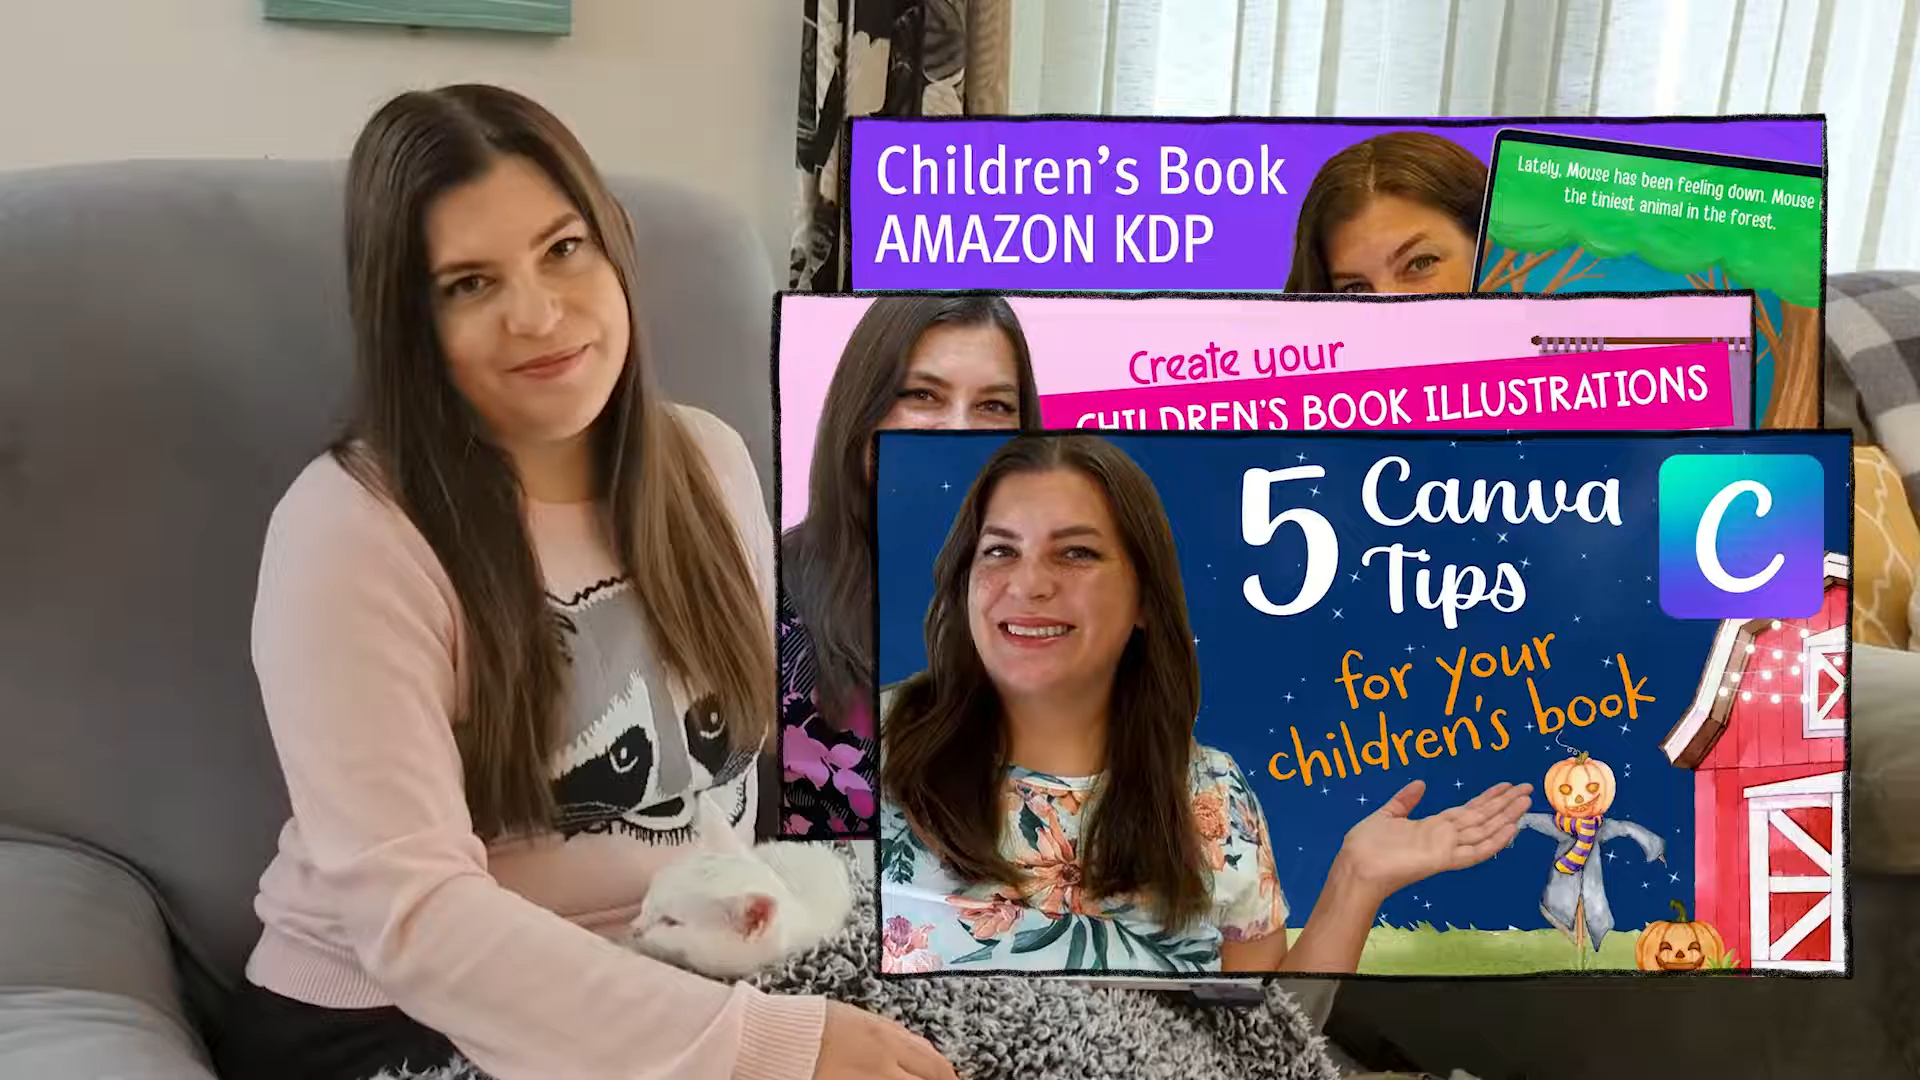 Children's Book
AMAZON KDP
Lately, Mouse has been feeling down. Mouse
the tiniest animal in the forest.
Create your
CHILDREN'S BOOK ILLUSTRATIONS
5 Canva
Tips
C
for your
children's book